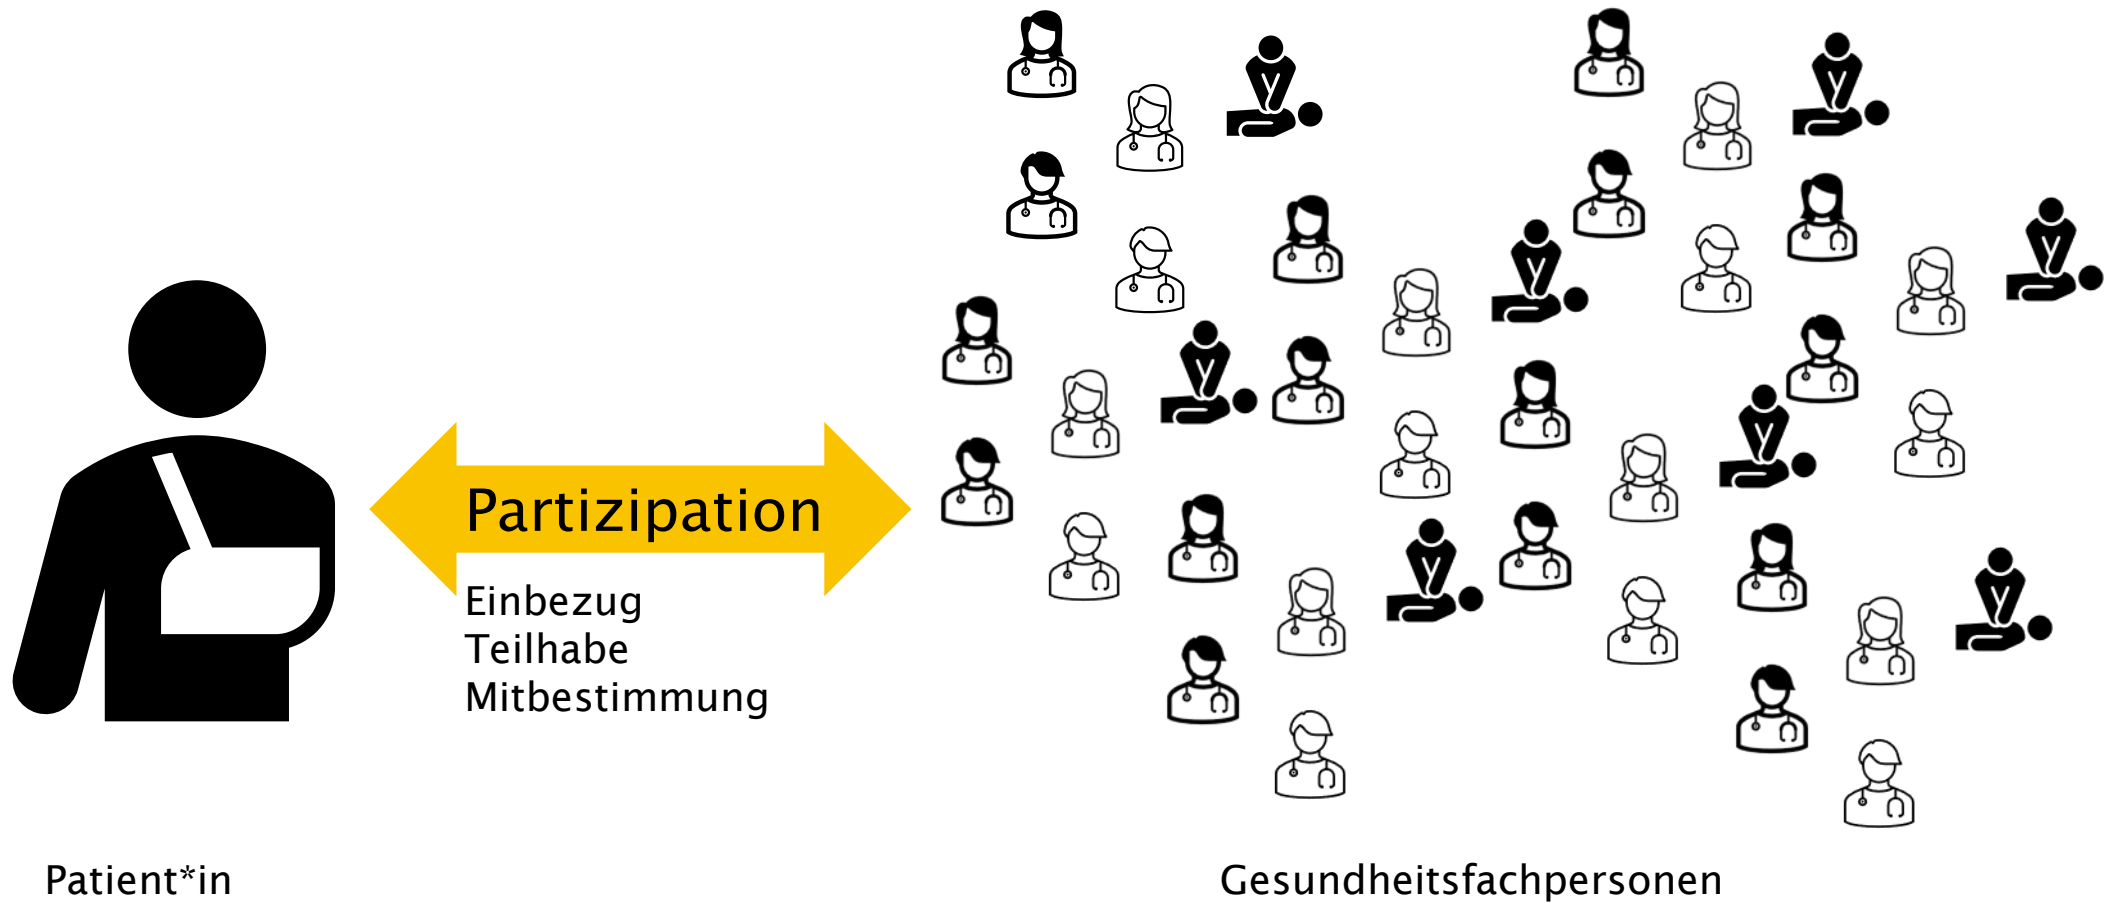 Partizipation
Einbezug
Teilhabe
Mitbestimmung
Patient*in
Gesundheitsfachpersonen